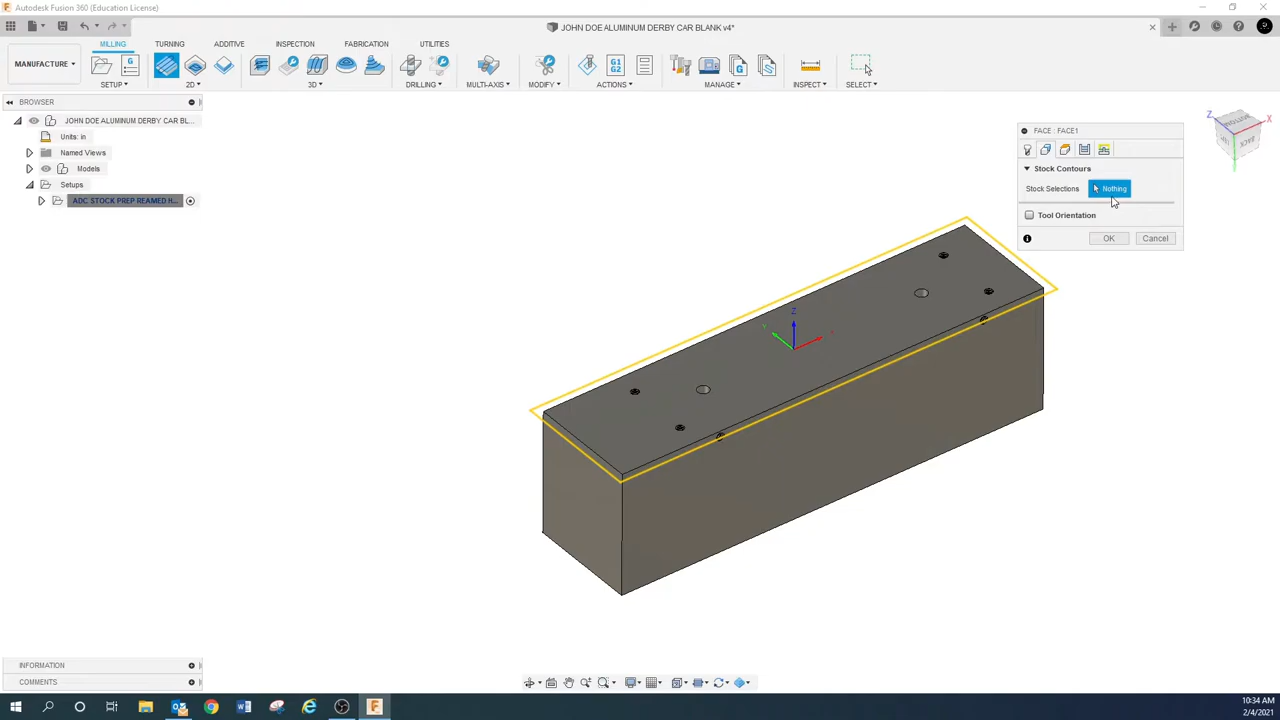 Autodesk Fusion 360 (Education License)
JOHN DOE ALUMINUM DERBY CAR BLANK v4*
MILLING TURNING ADDITIVE INSPECTION FABRICATION UTILITIES
MANUFACTURE
G
G1
G2
G
SETUP 2D 3D DRILLING MULTI-AXIS MODIFY ACTIONS MANAGE INSPECT SELECT
BROWSER
JOHN DOE ALUMINUM DERBY CAR BL...
Units: in
Named Views
Models
Setups
ADC STOCK PREP REAMED H...
FACE : FACE1
Stock Contours
Stock Selections Nothing
Tool Orientation
OK Cancel
Z X
Z
INFORMATION
COMMENTS
10:34 AM
2/4/2021